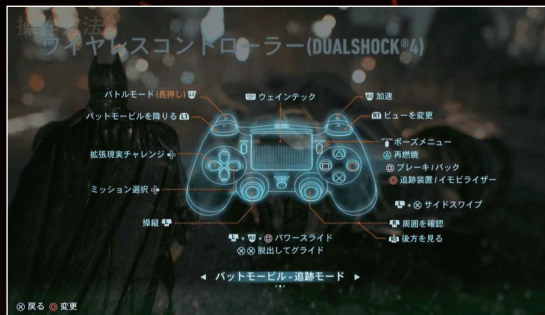 操作方法
ワイヤレスコントローラー(DUALSHOCK®4)
バトルモード (長押し) L2
ウェインテック
R2 加速
バットモービルを降りる L1
R1 ビューを変更
ポーズメニュー
△ 再燃焼
拡張現実チャレンジ
□ ブレーキ / バック
◎ 追跡装置 / イモビライザー
ミッション選択
+ ⊗ サイドスワイプ
操縦
周囲を確認
+ + ◎ パワースライド
後方を見る
⊗⊗ 脱出してグライド
◀ バットモービル - 追跡モード ▶
⊗ 戻る ◎ 変更